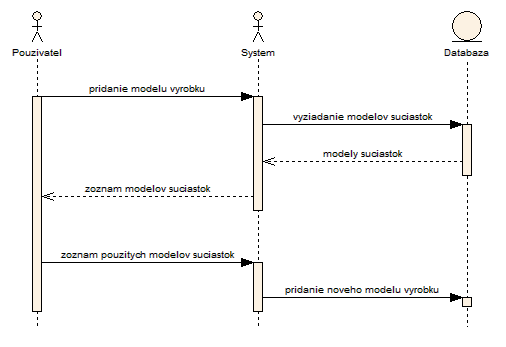 Pouzivatel
System
Databaza
pridanie modelu vyrobku
vyziadanie modelov suciastok
modely suciastok
zoznam modelov suciastok
zoznam pouzitych modelov suciastok
pridanie noveho modelu vyrobku